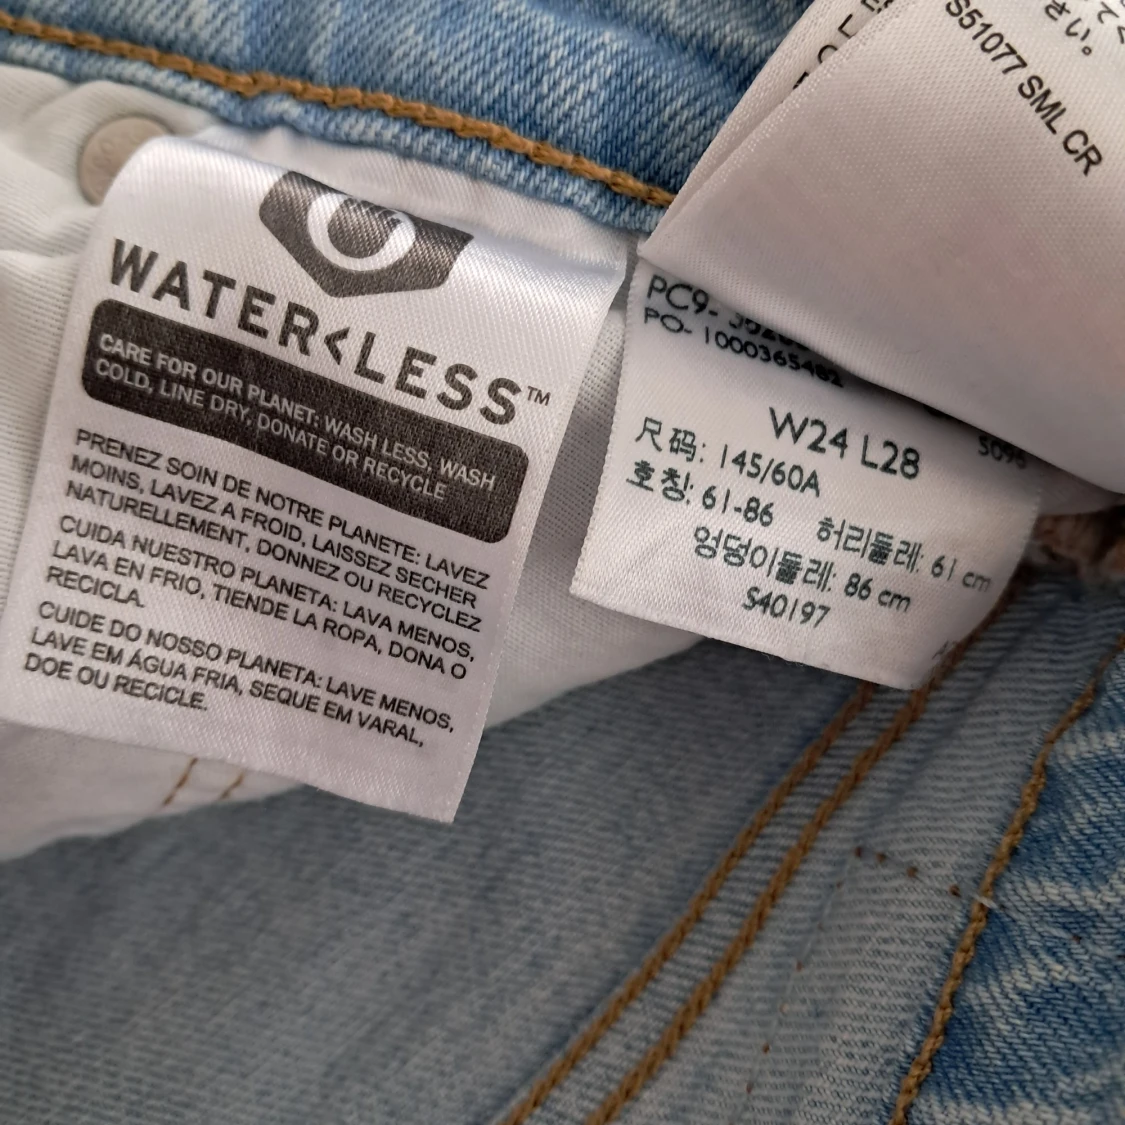 WATER<LESS™
CARE FOR OUR PLANET: WASH LESS, WASH
COLD, LINE DRY, DONATE OR RECYCLE
PRENEZ SOIN DE NOTRE PLANETE: LAVEZ
MOINS, LAVEZ A FROID, LAISSEZ SECHER
NATURELLEMENT, DONNEZ OU RECYCLEZ
CUIDA NUESTRO PLANETA: LAVA MENOS,
LAVA EN FRIO, TIENDE LA ROPA, DONA O
RECICLA.
CUIDE DO NOSSO PLANETA: LAVE MENOS,
LAVE EM ÁGUA FRIA, SEQUE EM VARAL,
DOE OU RECICLE.
さい。
S51077 SML CR
PO- 1000365482
W24 L28
尺码: 145/60A
호칭: 61-86 허리둘레: 61 cm
엉덩이둘레: 86 cm
S40197